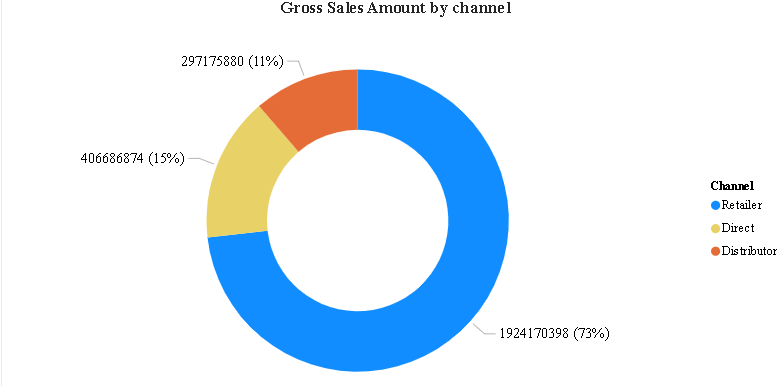 Gross Sales Amount by channel
297175880 (11%)
406686874 (15%)
Channel
Retailer
Direct
Distributor
1924170398 (73%)